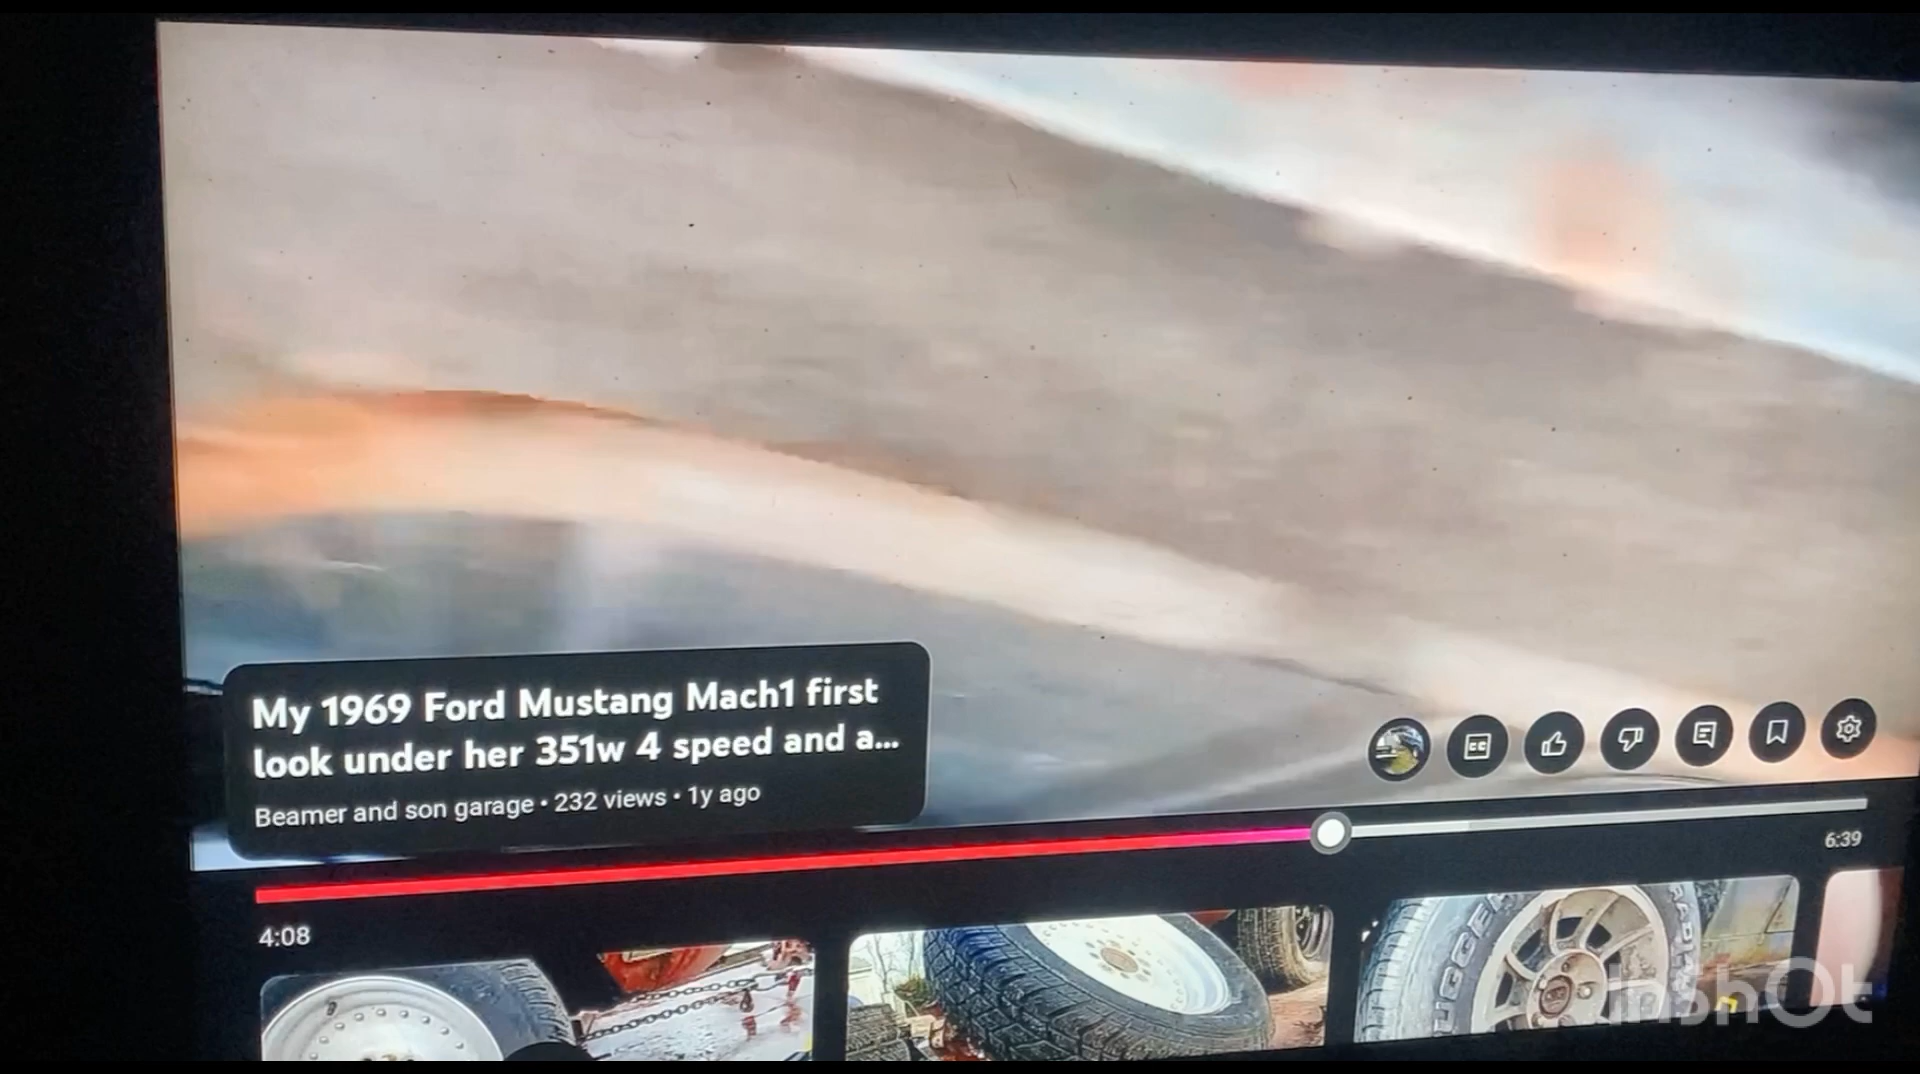 My 1969 Ford Mustang Mach1 first
look under her 351w 4 speed and a...
Beamer and son garage • 232 views • 1y ago
6:39
4:08
InShOt